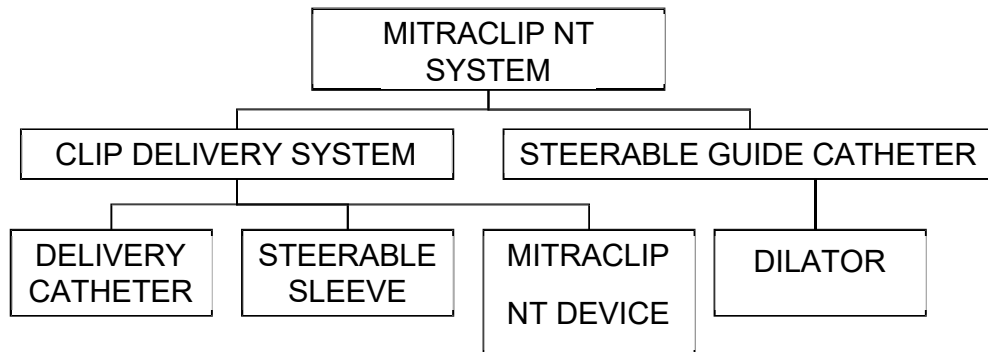 MITRACLIP NT
SYSTEM
CLIP DELIVERY SYSTEM
STEERABLE GUIDE CATHETER
DELIVERY
CATHETER
STEERABLE
SLEEVE
MITRACLIP
NT DEVICE
DILATOR